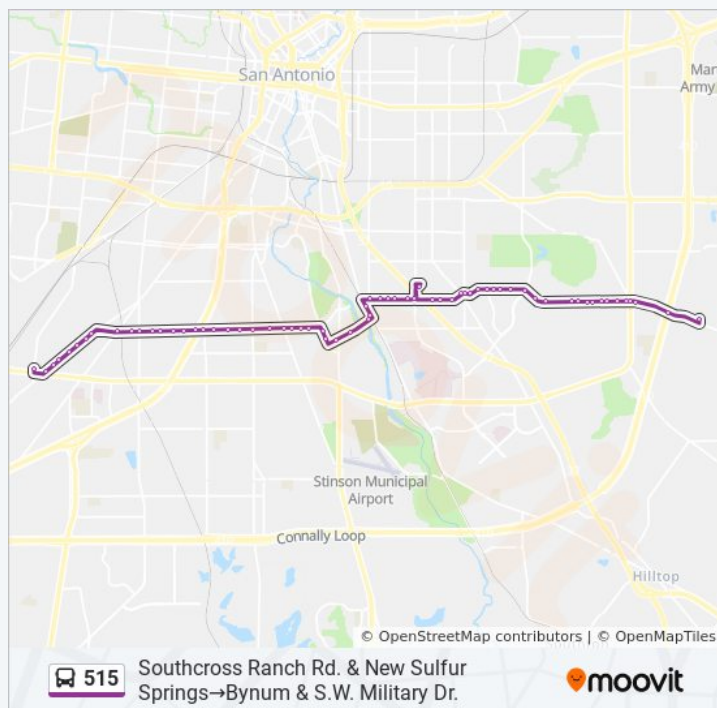 San Antonio
Mar
Army
Stinson Municipal
Airport
Connally Loop
Hilltop
© OpenStreetMap contributors | © OpenMapTiles
515
Southcross Ranch Rd. & New Sulfur
Springs→Bynum & S.W. Military Dr.
moovit